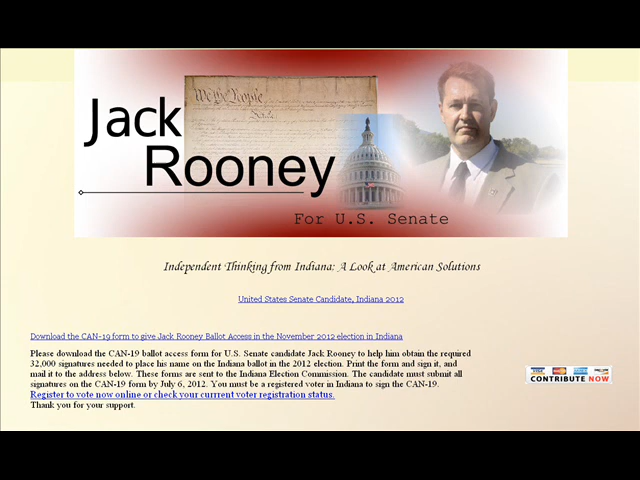 We the People
Jack
Rooney
For U.S. Senate
Independent Thinking from Indiana: A Look at American Solutions
United States Senate Candidate, Indiana 2012
Download the CAN-19 form to give Jack Rooney Ballot Access in the November 2012 election in Indiana
Please download the CAN-19 ballot access form for U.S. Senate candidate Jack Rooney to help him obtain the required
32,000 signatures needed to place his name on the Indiana ballot in the 2012 election. Print the form and sign it, and
mail it to the address below. These forms are sent to the Indiana Election Commission. The candidate must submit all
signatures on the CAN-19 form by July 6, 2012. You must be a registered voter in Indiana to sign the CAN-19.
Register to vote now online or check your currrent voter registration status.
Thank you for your support.
CONTRIBUTE NOW